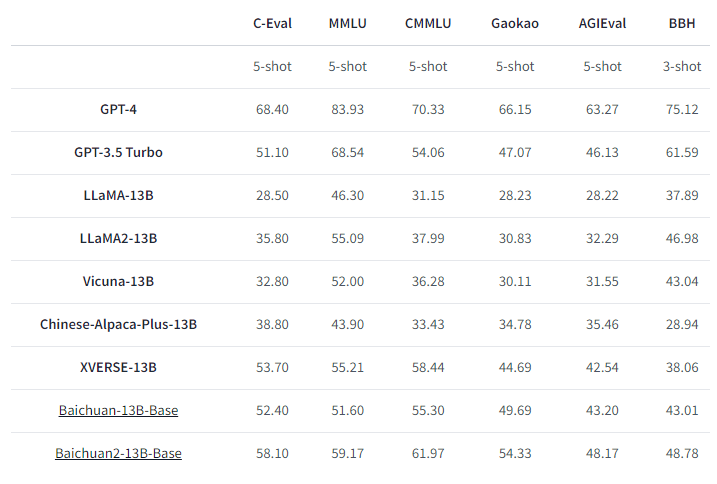 C-Eval MMLU CMMLU Gaokao AGIEval BBH
5-shot 5-shot 5-shot 5-shot 5-shot 3-shot
GPT-4 68.40 83.93 70.33 66.15 63.27 75.12
GPT-3.5 Turbo 51.10 68.54 54.06 47.07 46.13 61.59
LLaMA-13B 28.50 46.30 31.15 28.23 28.22 37.89
LLaMA2-13B 35.80 55.09 37.99 30.83 32.29 46.98
Vicuna-13B 32.80 52.00 36.28 30.11 31.55 43.04
Chinese-Alpaca-Plus-13B 38.80 43.90 33.43 34.78 35.46 28.94
XVERSE-13B 53.70 55.21 58.44 44.69 42.54 38.06
Baichuan-13B-Base 52.40 51.60 55.30 49.69 43.20 43.01
Baichuan2-13B-Base 58.10 59.17 61.97 54.33 48.17 48.78